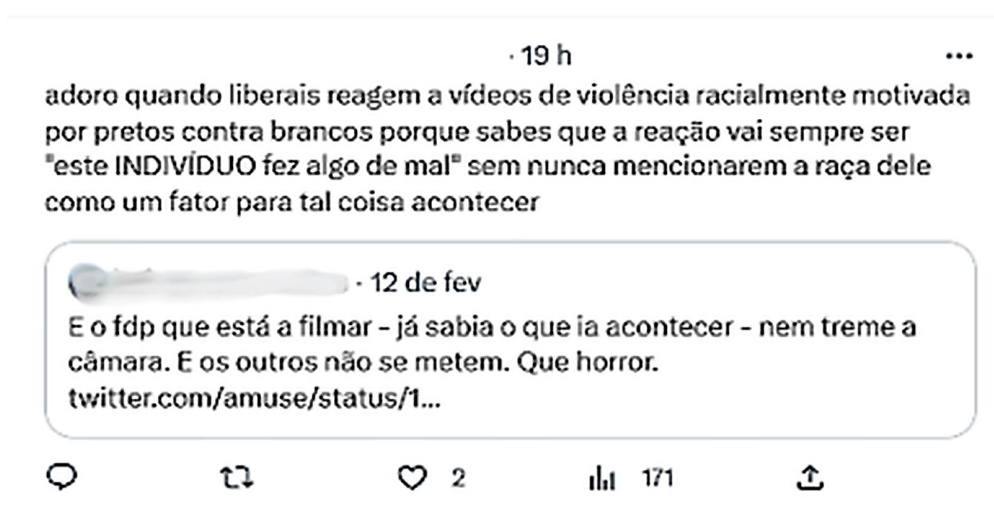 · 19 h
adoro quando liberais reagem a vídeos de violência racialmente motivada
por pretos contra brancos porque sabes que a reação vai sempre ser
"este INDIVÍDUO fez algo de mal" sem nunca mencionarem a raça dele
como um fator para tal coisa acontecer
· 12 de fev
E o fdp que está a filmar - já sabia o que ia acontecer - nem treme a
câmara. E os outros não se metem. Que horror.
twitter.com/amuse/status/1...
2 171